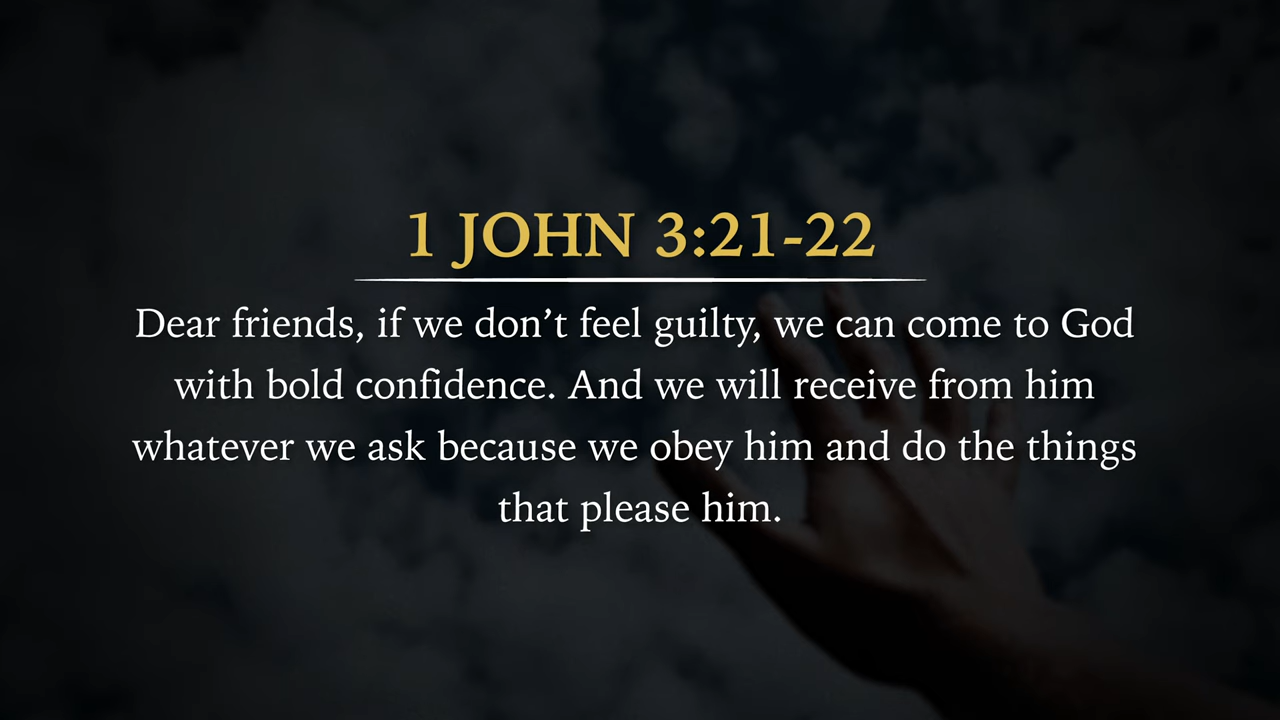 1 JOHN 3:21-22
Dear friends, if we don’t feel guilty, we can come to God
with bold confidence. And we will receive from him
whatever we ask because we obey him and do the things
that please him.